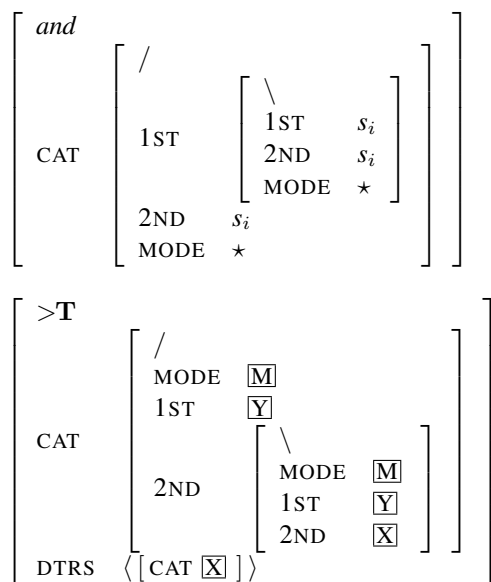 and
/
\
1ST s_i
1ST 2ND s_i
CAT MODE ⋆
2ND s_i
MODE ⋆
>T
/
MODE M
1ST Y
CAT \
MODE M
2ND 1ST Y
2ND X
DTRS ⟨[CAT X]⟩